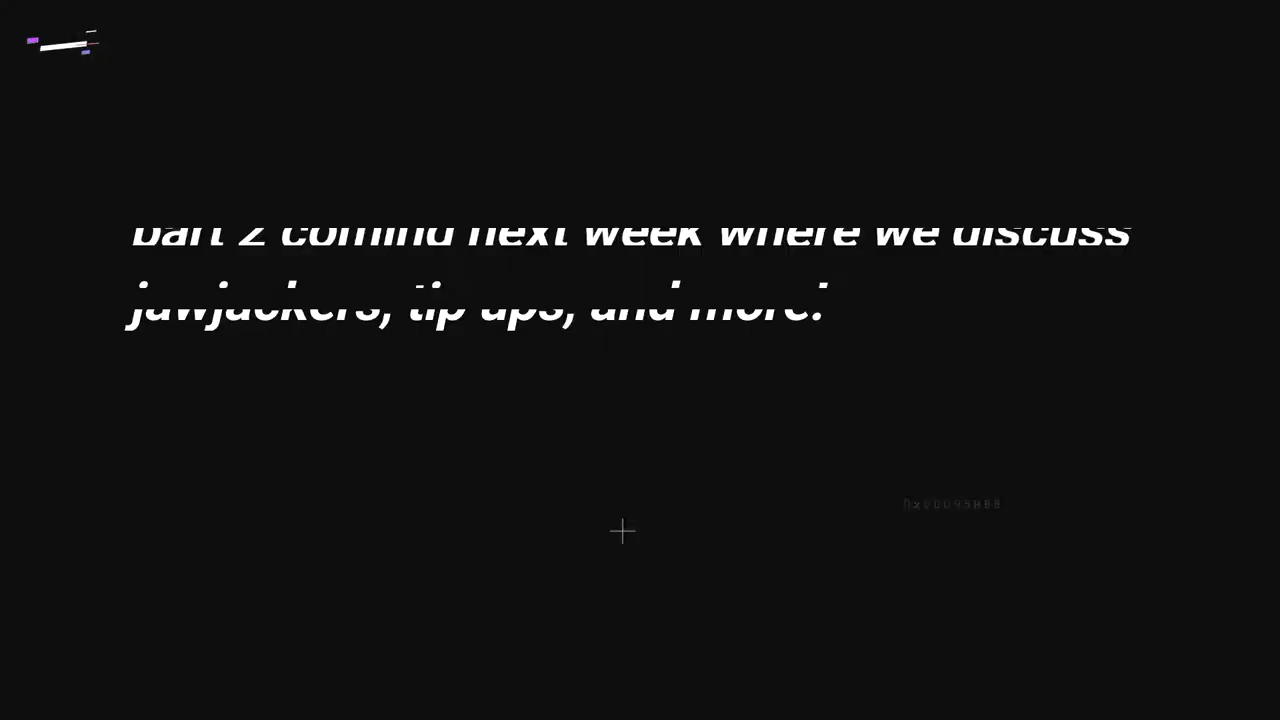 part 2 coming next week where we discuss
jawjackers, tip ups, and more!